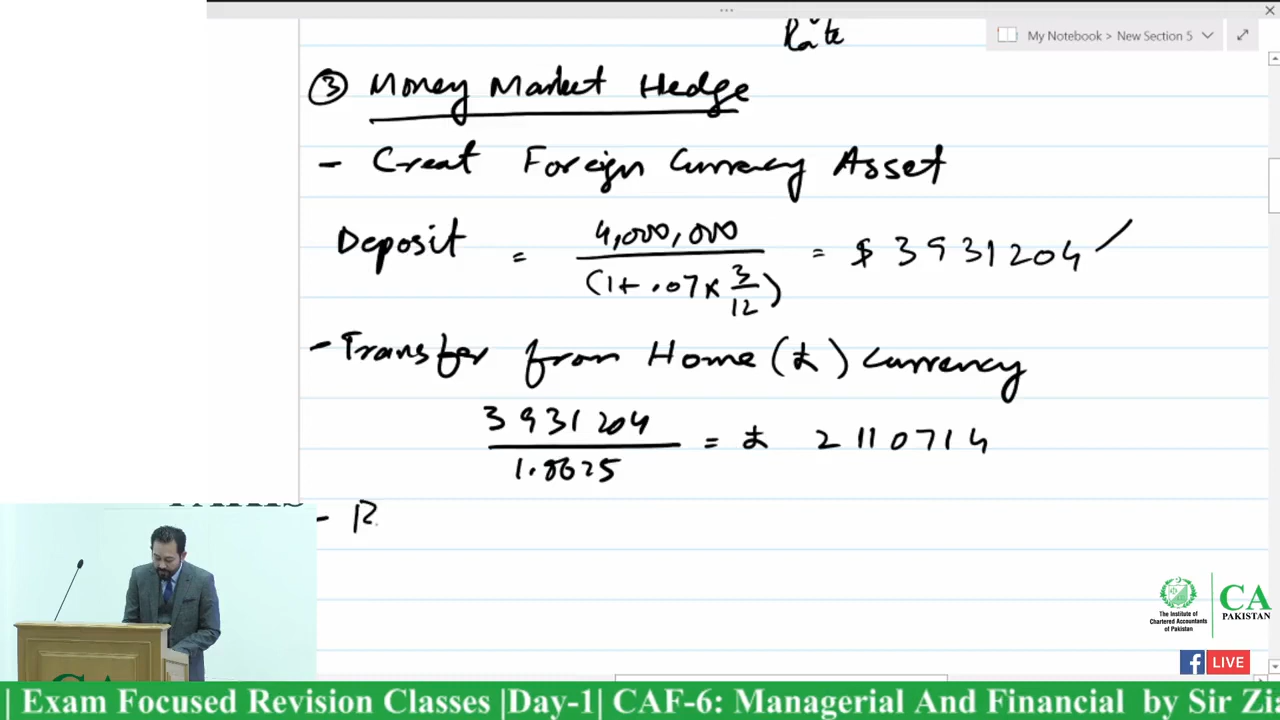 Rate
My Notebook > New Section 5
③ Money Market Hedge
- Creat Foreign Currency Asset
Deposit = 4,000,000 / (1+.07×3/12) = $ 3931204
- Transfer from Home (£) Currency
3931204 / 1.8625 = £ 2110714
- R
The Institute of
Chartered Accountants
of Pakistan
CA
PAKISTAN
f LIVE
| Exam Focused Revision Classes |Day-1| CAF-6: Managerial And Financial by Sir Zia